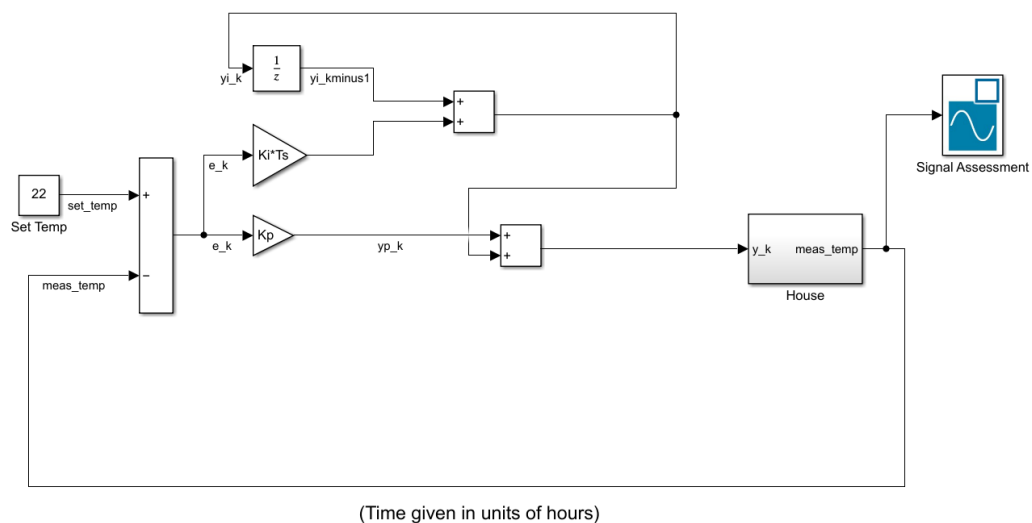 1
z
yi_k
yi_kminus1
+
+
Ki*Ts
e_k
Signal Assessment
22
set_temp
Set Temp
+
Kp
e_k
yp_k
+
+
y_k
meas_temp
House
−
meas_temp
(Time given in units of hours)